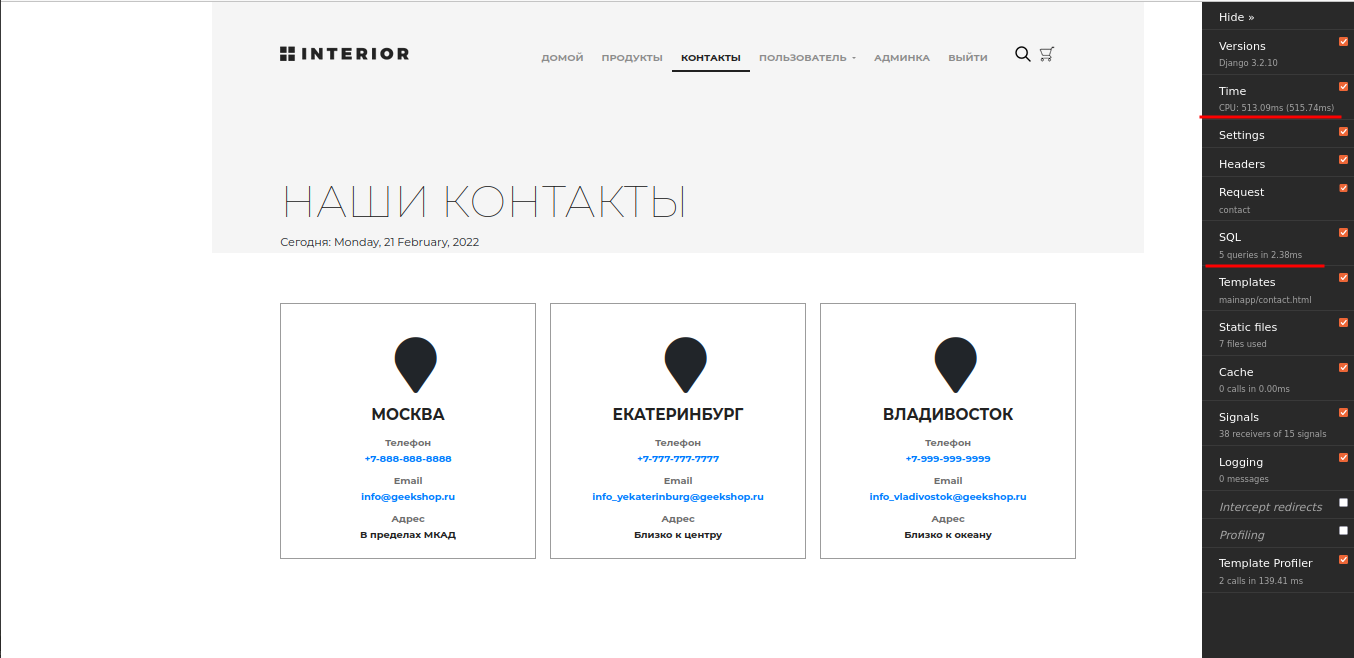 INTERIOR
ДОМОЙ ПРОДУКТЫ КОНТАКТЫ ПОЛЬЗОВАТЕЛЬ АДМИНКА ВЫЙТИ
НАШИ КОНТАКТЫ
Сегодня: Monday, 21 February, 2022
МОСКВА
Телефон
+7-888-888-8888
Email
info@geekshop.ru
Адрес
В пределах МКАД
ЕКАТЕРИНБУРГ
Телефон
+7-777-777-7777
Email
info_yekaterinburg@geekshop.ru
Адрес
Близко к центру
ВЛАДИВОСТОК
Телефон
+7-999-999-9999
Email
info_vladivostok@geekshop.ru
Адрес
Близко к океану
Hide »
Versions
Django 3.2.10
Time
CPU: 513.09ms (515.74ms)
Settings
Headers
Request
contact
SQL
5 queries in 2.38ms
Templates
mainapp/contact.html
Static files
7 files used
Cache
0 calls in 0.00ms
Signals
38 receivers of 15 signals
Logging
0 messages
Intercept redirects
Profiling
Template Profiler
2 calls in 139.41 ms